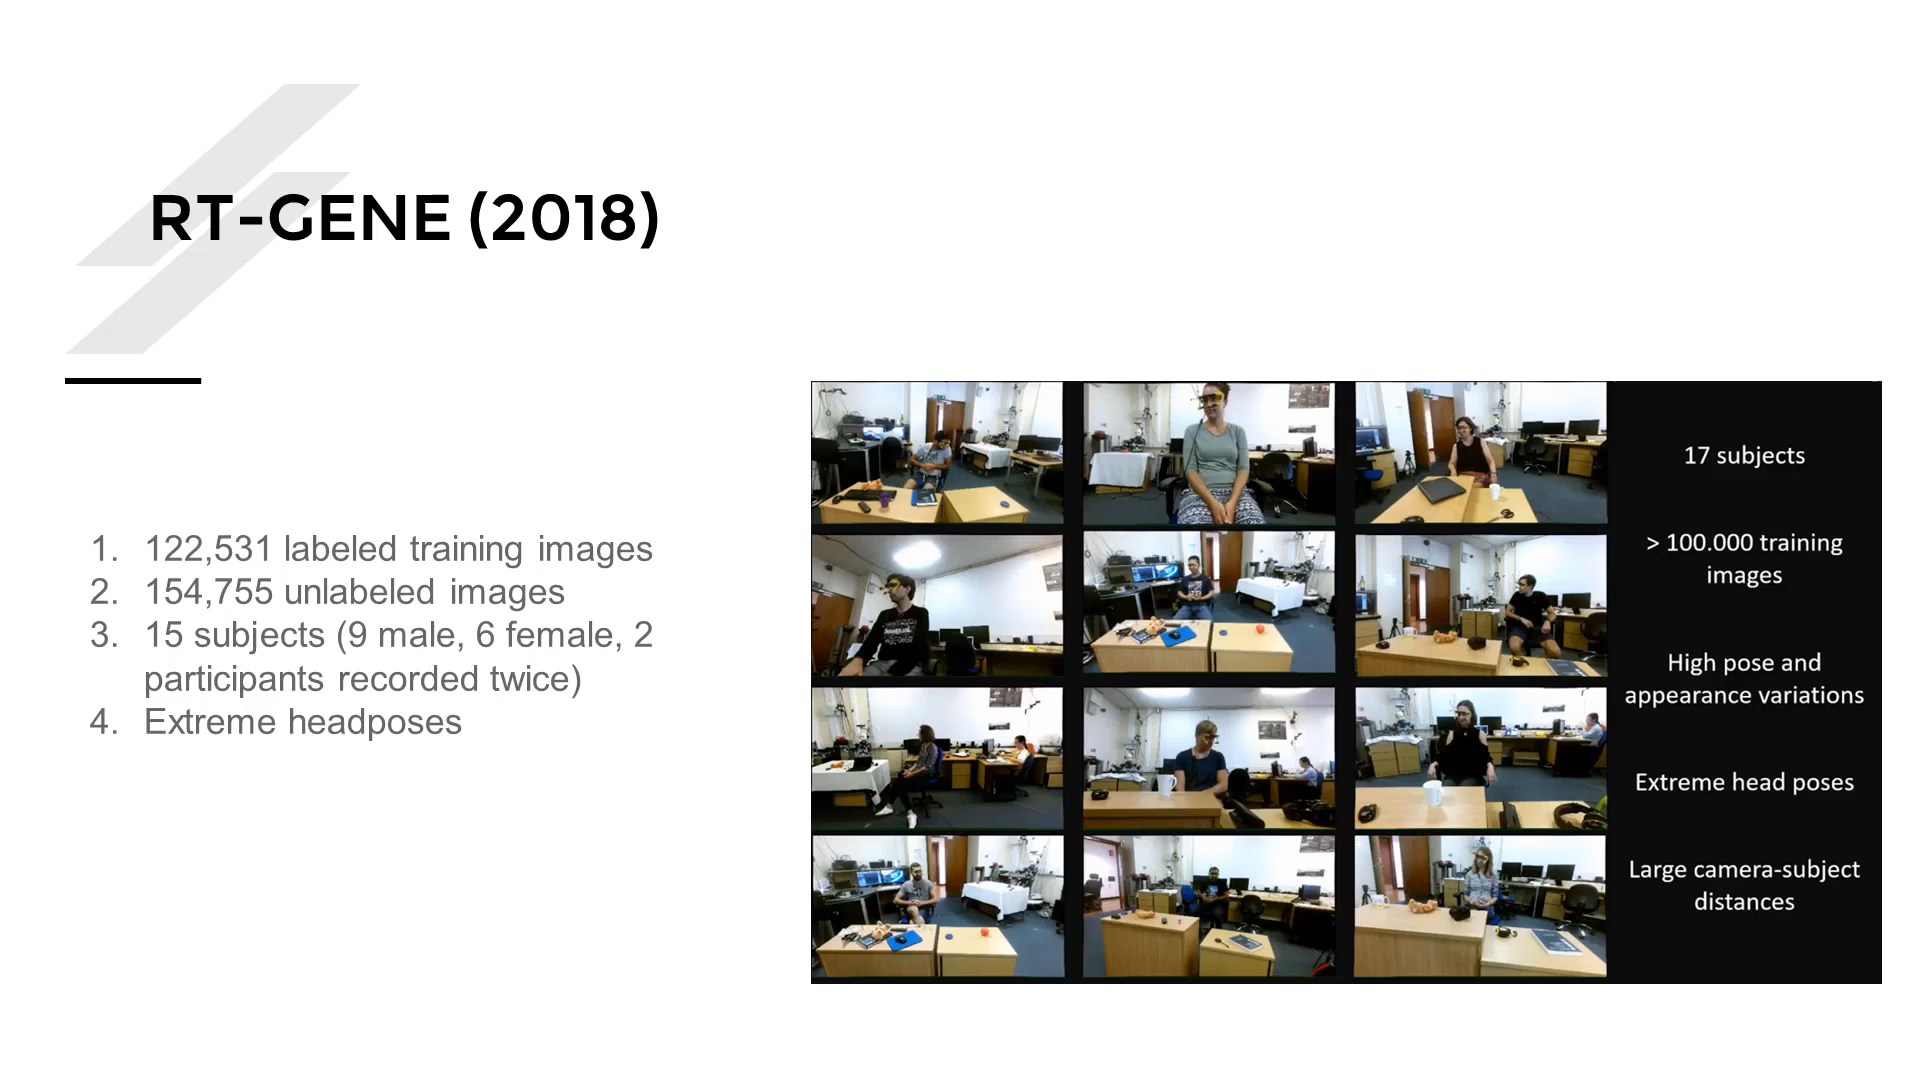 RT-GENE (2018)
1. 122,531 labeled training images
2. 154,755 unlabeled images
3. 15 subjects (9 male, 6 female, 2
participants recorded twice)
4. Extreme headposes
17 subjects
> 100.000 training
images
High pose and
appearance variations
Extreme head poses
Large camera-subject
distances